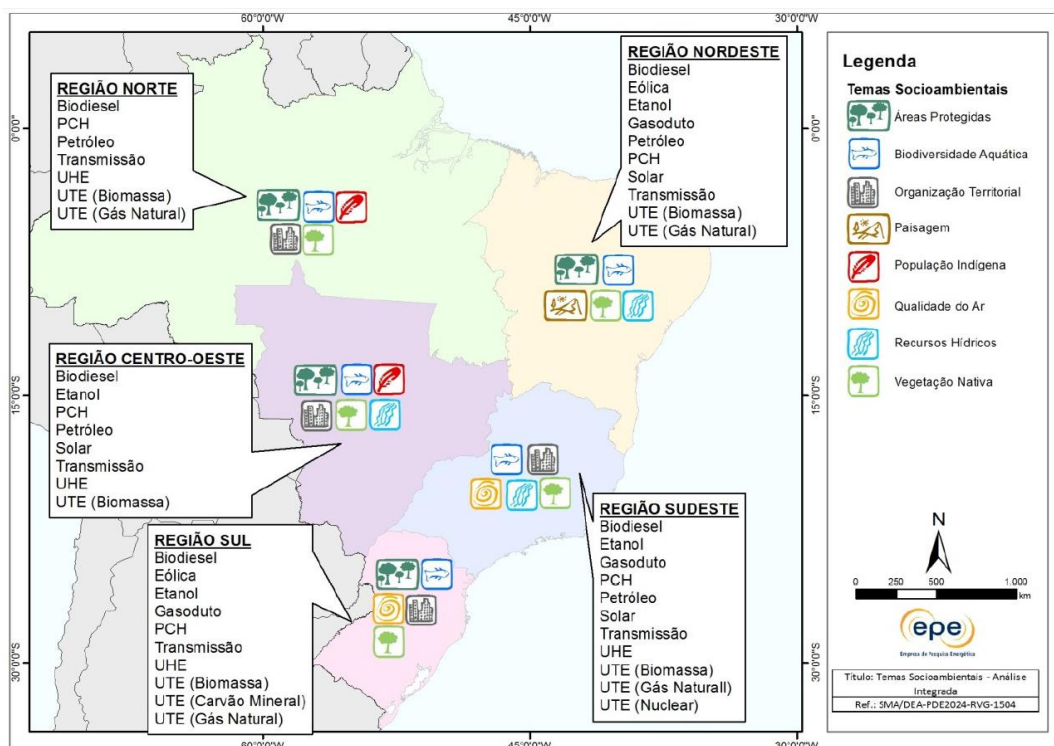 60°0'0"W
45°0'0"W
30°0'0"W
0°0'0"
15°0'0"S
30°0'0"S
REGIÃO NORTE
Biodiesel
PCH
Petróleo
Transmissão
UHE
UTE (Biomassa)
UTE (Gás Natural)
REGIÃO NORDESTE
Biodiesel
Eólica
Etanol
Gasoduto
Petróleo
PCH
Solar
Transmissão
UTE (Biomassa)
UTE (Gás Natural)
REGIÃO CENTRO-OESTE
Biodiesel
Etanol
PCH
Petróleo
Solar
Transmissão
UHE
UTE (Biomassa)
REGIÃO SUL
Biodiesel
Eólica
Etanol
Gasoduto
PCH
Transmissão
UHE
UTE (Biomassa)
UTE (Carvão Mineral)
UTE (Gás Natural)
REGIÃO SUDESTE
Biodiesel
Etanol
Gasoduto
PCH
Petróleo
Solar
Transmissão
UHE
UTE (Biomassa)
UTE (Gás Naturall)
UTE (Nuclear)
60°0'0"W
45°0'0"W
30°0'0"W
0°0'0"
15°0'0"S
30°0'0"S
Legenda
Temas Socioambientais
Áreas Protegidas
Biodiversidade Aquática
Organização Territorial
Paisagem
População Indígena
Qualidade do Ar
Recursos Hídricos
Vegetação Nativa
N
0 250 500 1.000
km
epe
Empresa de Pesquisa Energética
Título: Temas Socioambientais - Análise
Integrada
Ref.: SMA/DEA-PDE2024-RVG-1504